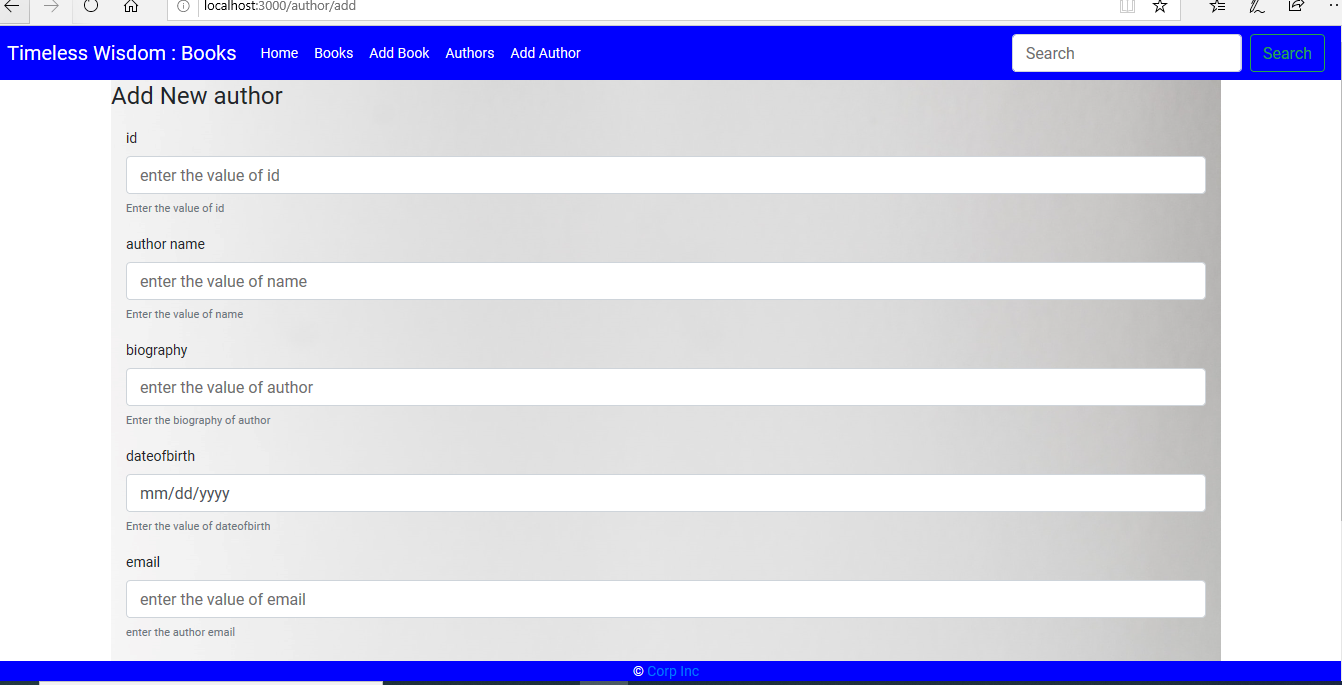 localhost:3000/author/add
Timeless Wisdom : Books Home Books Add Book Authors Add Author Search Search
Add New author
id
enter the value of id
Enter the value of id
author name
enter the value of name
Enter the value of name
biography
enter the value of author
Enter the biography of author
dateofbirth
mm/dd/yyyy
Enter the value of dateofbirth
email
enter the value of email
enter the author email
© Corp Inc